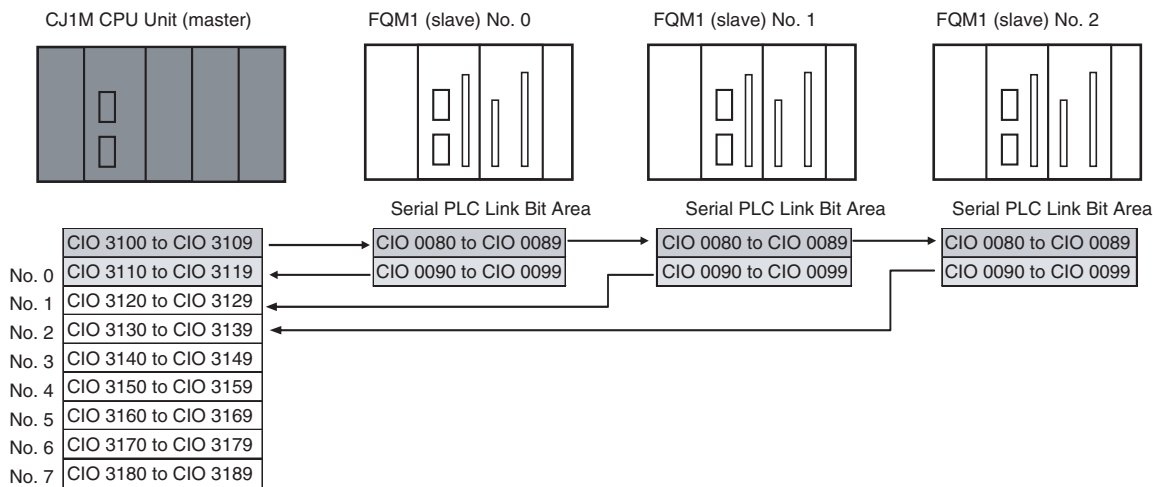 CJ1M CPU Unit (master)
FQM1 (slave) No. 0
FQM1 (slave) No. 1
FQM1 (slave) No. 2
Serial PLC Link Bit Area
Serial PLC Link Bit Area
Serial PLC Link Bit Area
CIO 3100 to CIO 3109
CIO 0080 to CIO 0089
CIO 0080 to CIO 0089
CIO 0080 to CIO 0089
No. 0 CIO 3110 to CIO 3119
CIO 0090 to CIO 0099
CIO 0090 to CIO 0099
CIO 0090 to CIO 0099
No. 1 CIO 3120 to CIO 3129
No. 2 CIO 3130 to CIO 3139
No. 3 CIO 3140 to CIO 3149
No. 4 CIO 3150 to CIO 3159
No. 5 CIO 3160 to CIO 3169
No. 6 CIO 3170 to CIO 3179
No. 7 CIO 3180 to CIO 3189